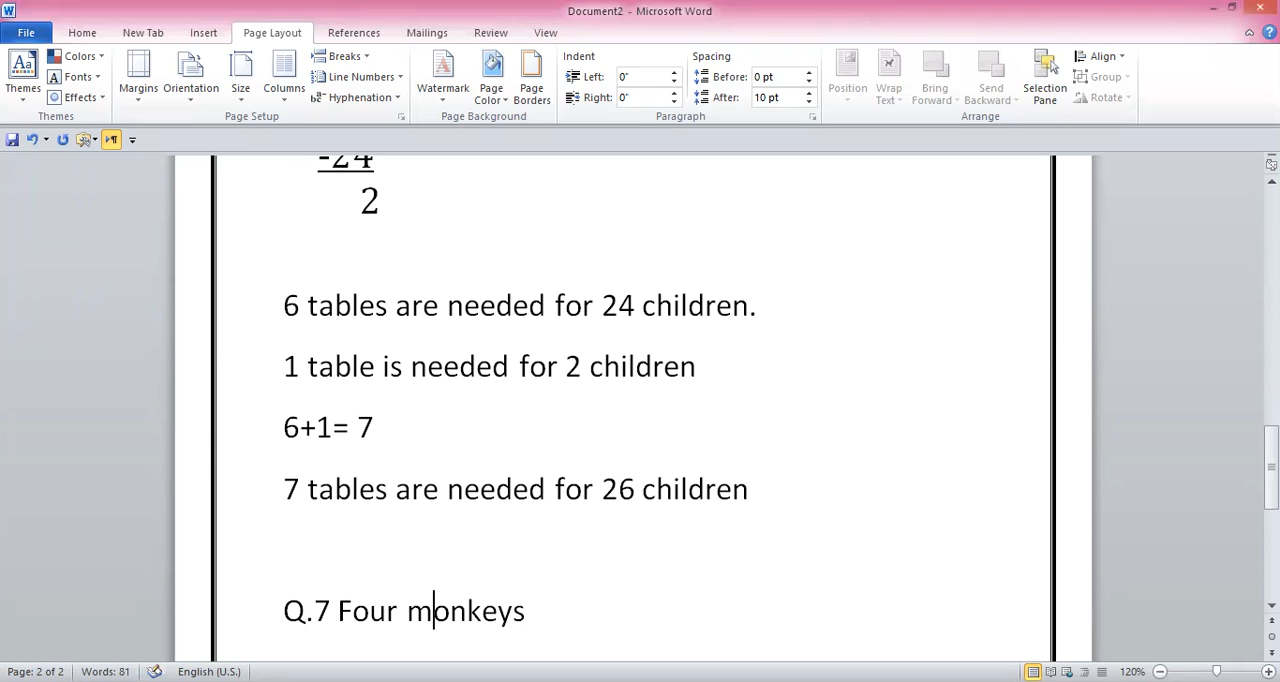 Document2 - Microsoft Word
File Home New Tab Insert Page Layout References Mailings Review View
Themes
Colors
Fonts
Effects
Themes
Margins Orientation Size Columns
Breaks
Line Numbers
Hyphenation
Page Setup
Watermark Page Color Page Borders
Page Background
Indent
Left: 0"
Right: 0"
Spacing
Before: 0 pt
After: 10 pt
Paragraph
Position Wrap Text Bring Forward Send Backward Selection Pane
Align
Group
Rotate
Arrange
-24
2
6 tables are needed for 24 children.
1 table is needed for 2 children
6+1= 7
7 tables are needed for 26 children
Q.7 Four monkeys
Page: 2 of 2 Words: 81 English (U.S.) 120%